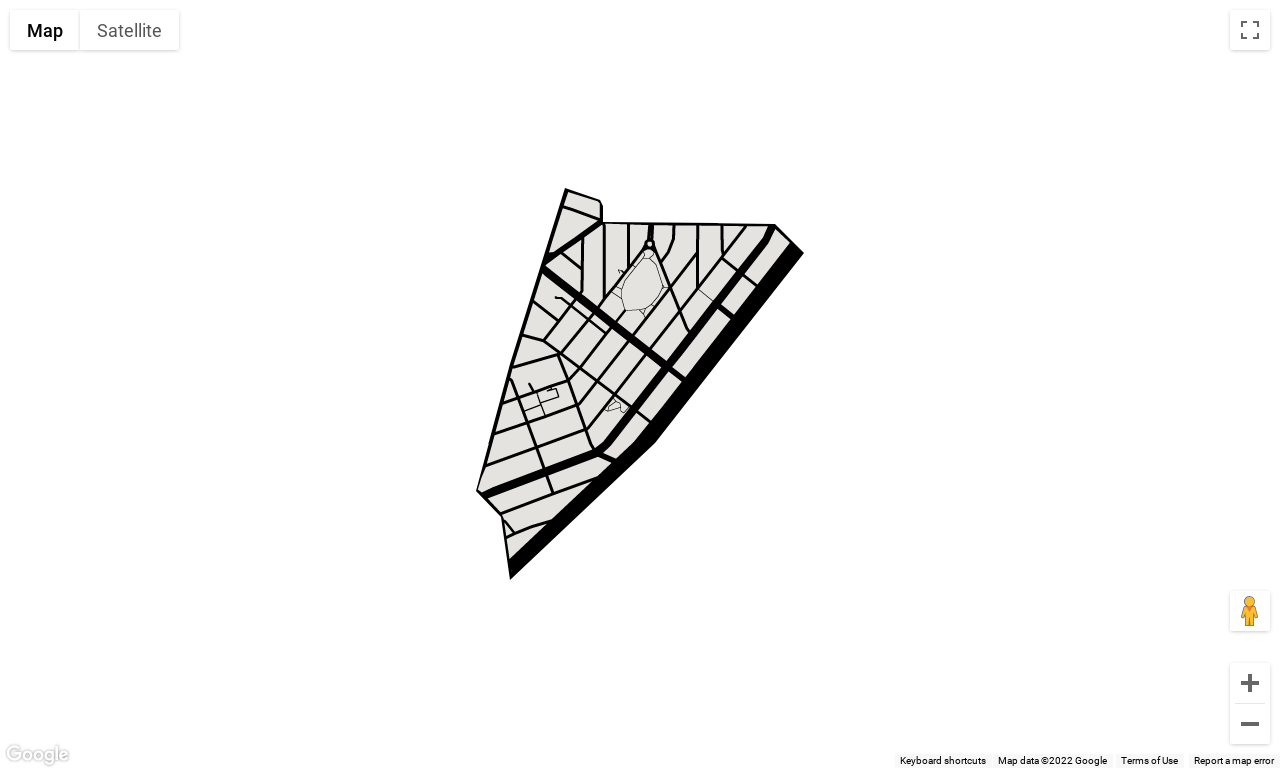 Map Satellite
Google
Keyboard shortcuts Map data ©2022 Google Terms of Use Report a map error